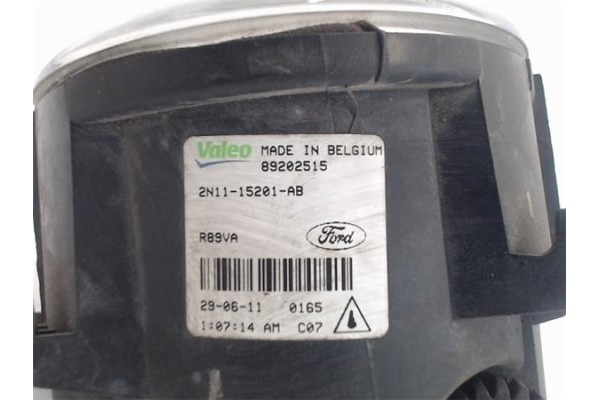 Valeo MADE IN BELGIUM
89202515
2N11-15201-AB
R89VA Ford
29-06-11 0165
1:07:14 AM C07